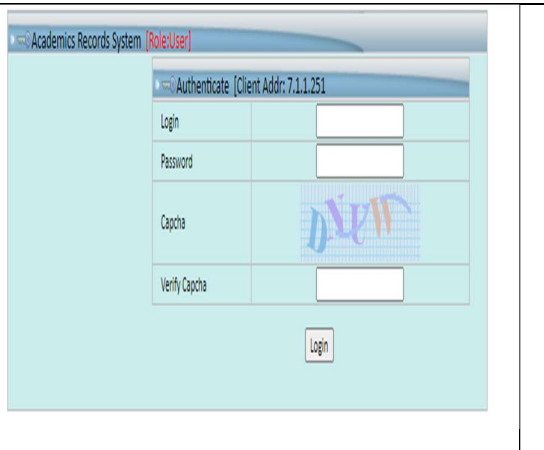 Academics Records System [Role:User]
Authenticate [Client Addr: 7.1.1.251
Login
Password
Capcha
Verify Capcha
Login